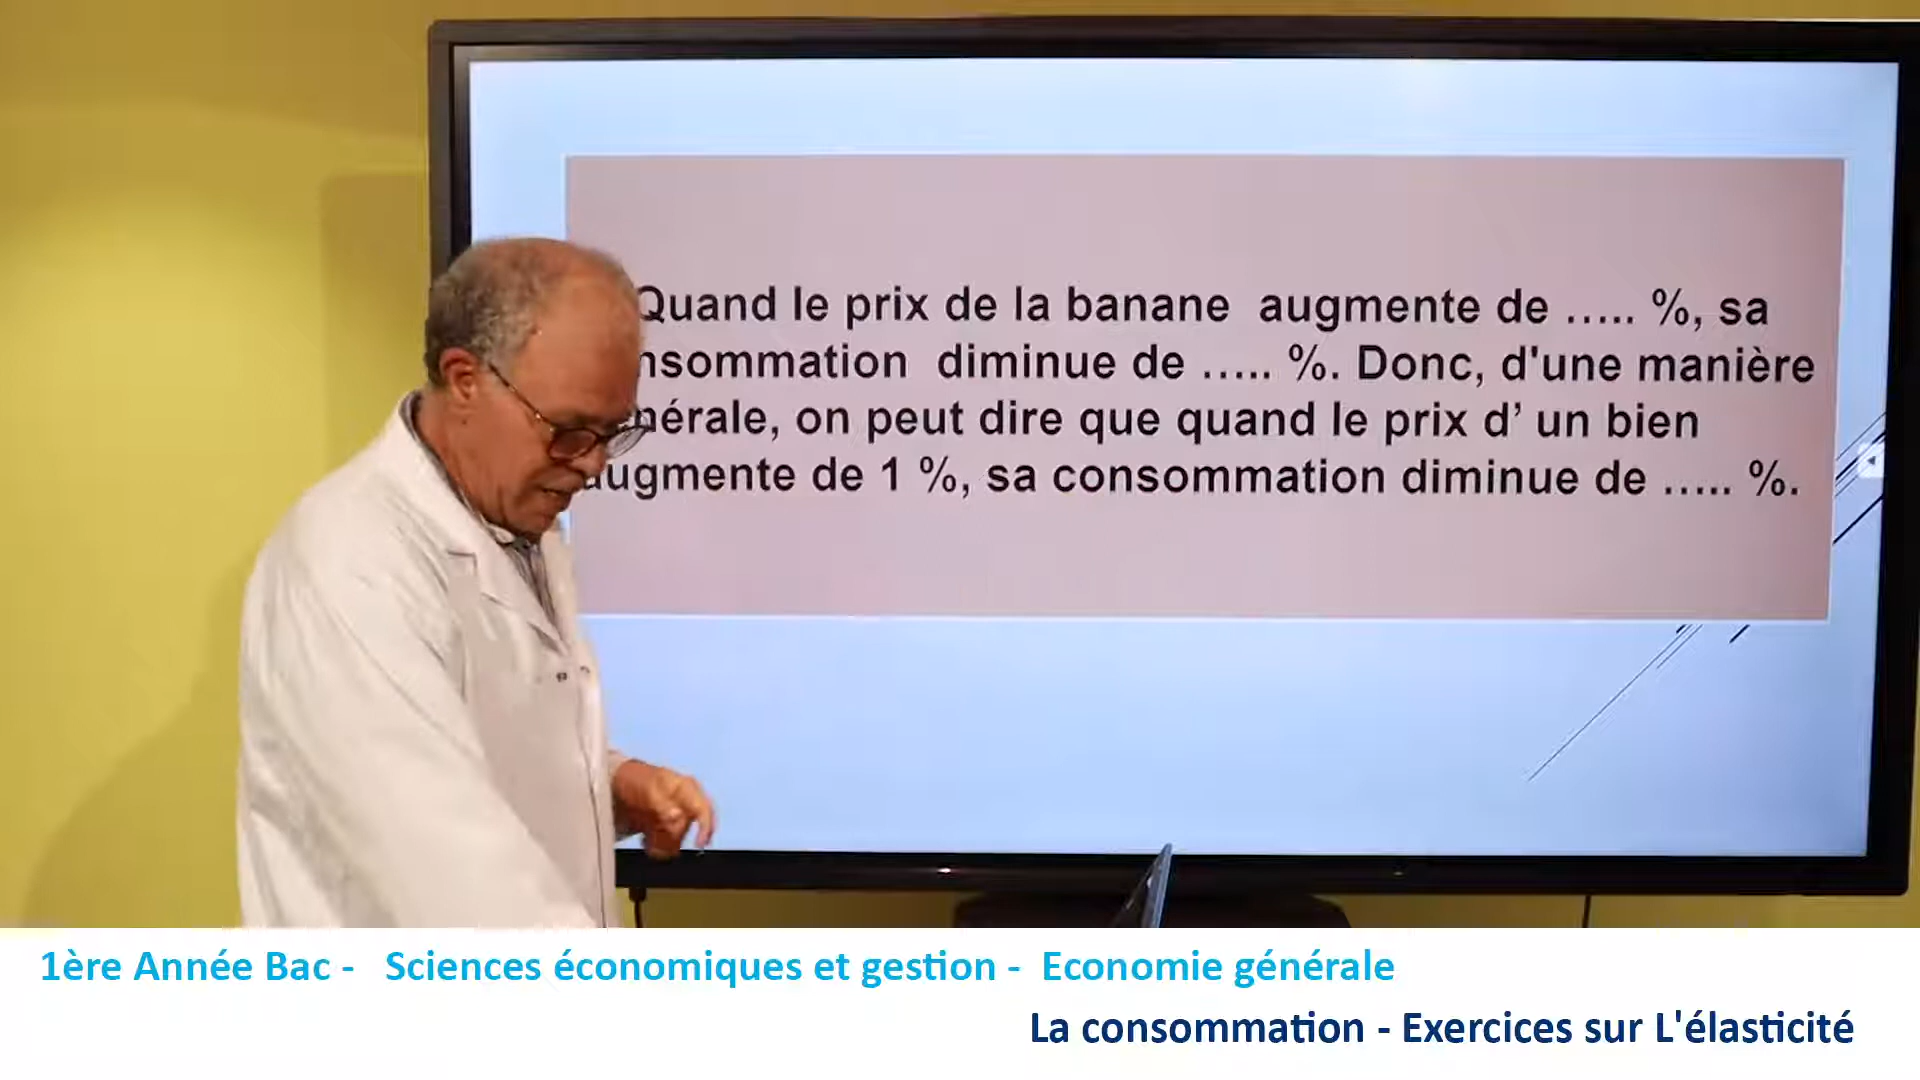 Quand le prix de la banane augmente de ….. %, sa
nsommation diminue de ….. %. Donc, d'une manière
nérale, on peut dire que quand le prix d’ un bien
augmente de 1 %, sa consommation diminue de ….. %.
1ère Année Bac - Sciences économiques et gestion - Economie générale
La consommation - Exercices sur L'élasticité